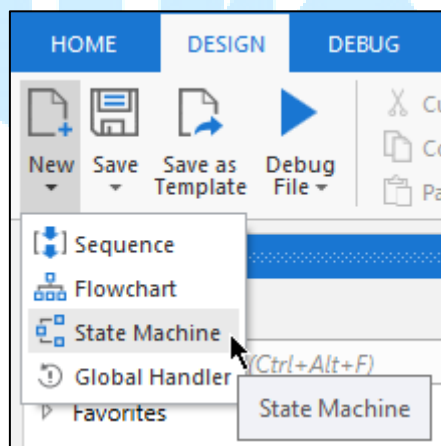 HOME DESIGN DEBUG
New Save Save as Template Debug File
Sequence
Flowchart
State Machine
(Ctrl+Alt+F)
Global Handler
State Machine
Favorites